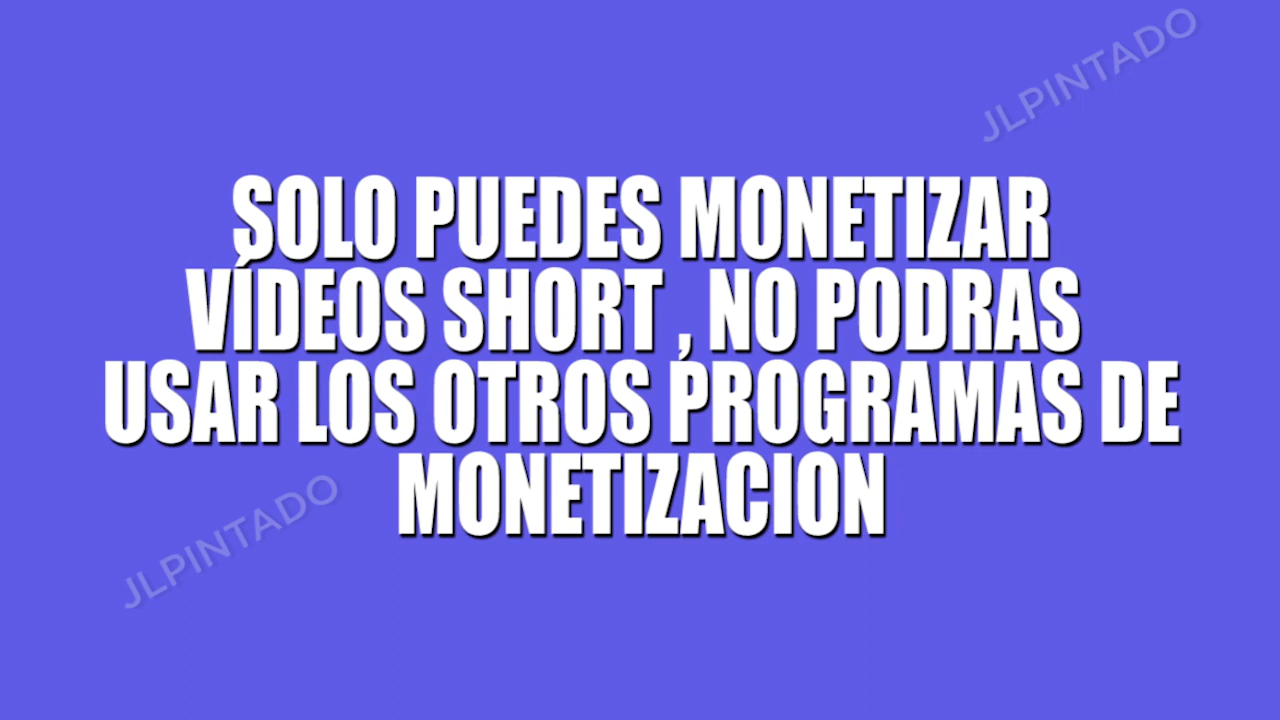 JLPINTADO
SOLO PUEDES MONETIZAR
VÍDEOS SHORT , NO PODRAS
USAR LOS OTROS PROGRAMAS DE
MONETIZACION
JLPINTADO